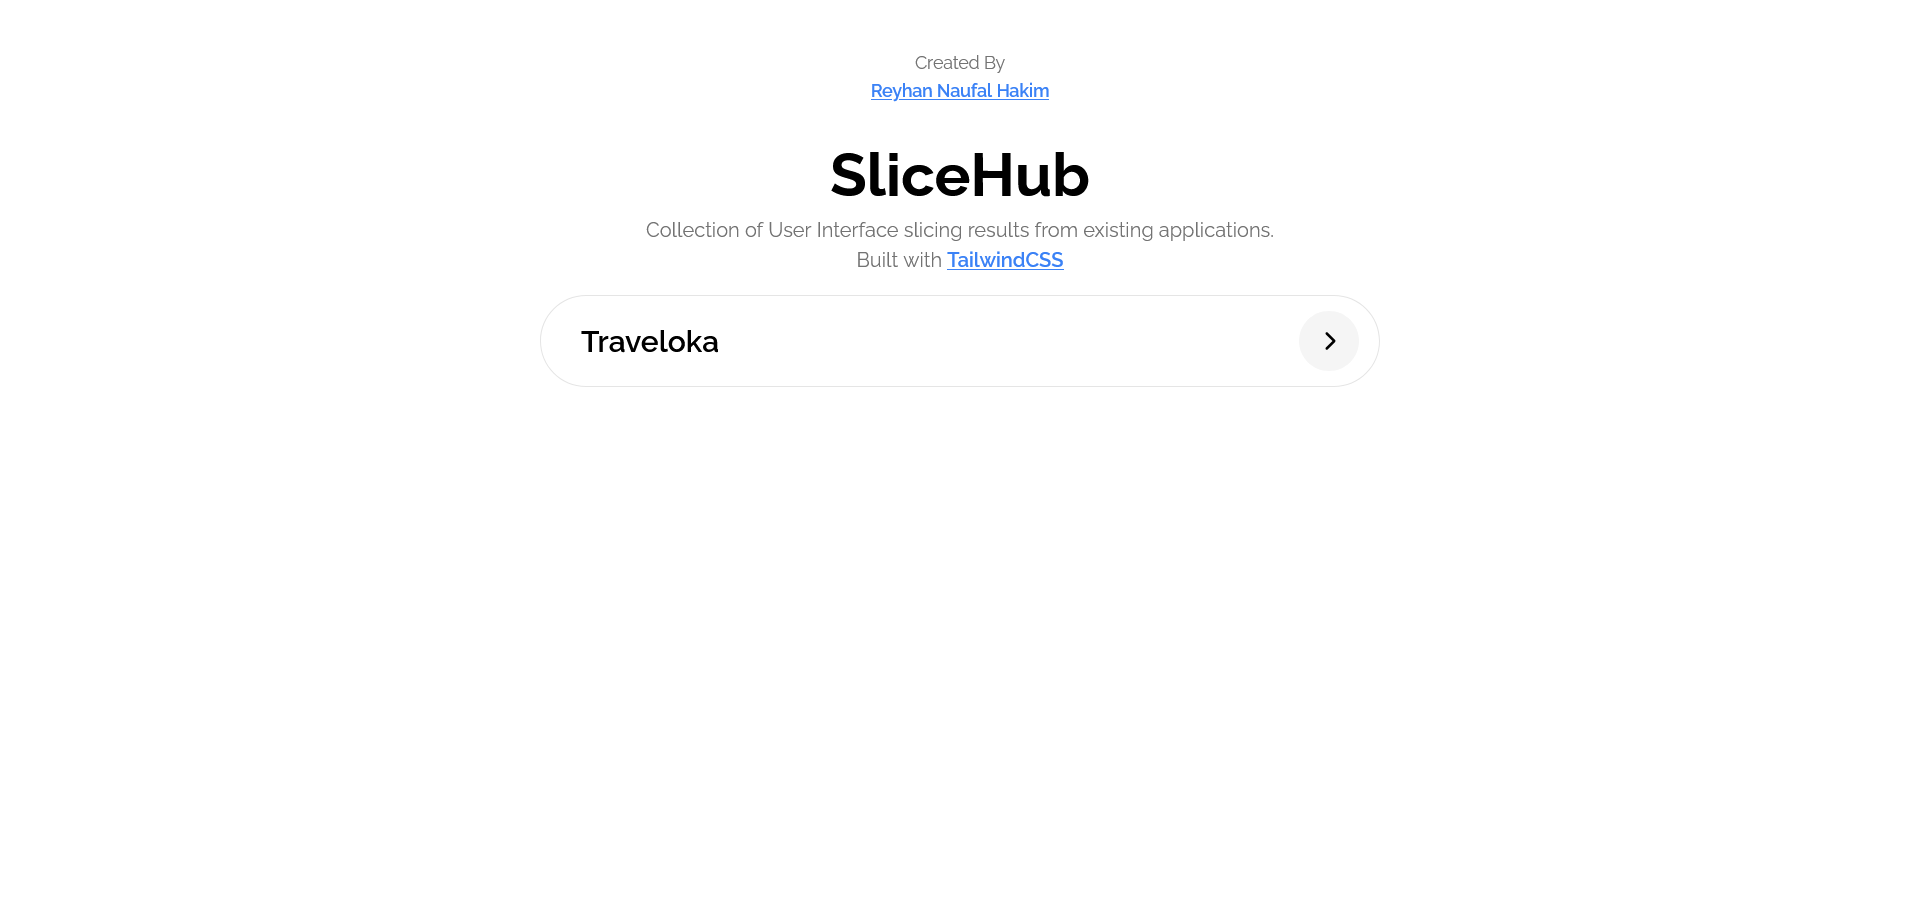 Created By
Reyhan Naufal Hakim
SliceHub
Collection of User Interface slicing results from existing applications.
Built with TailwindCSS
Traveloka